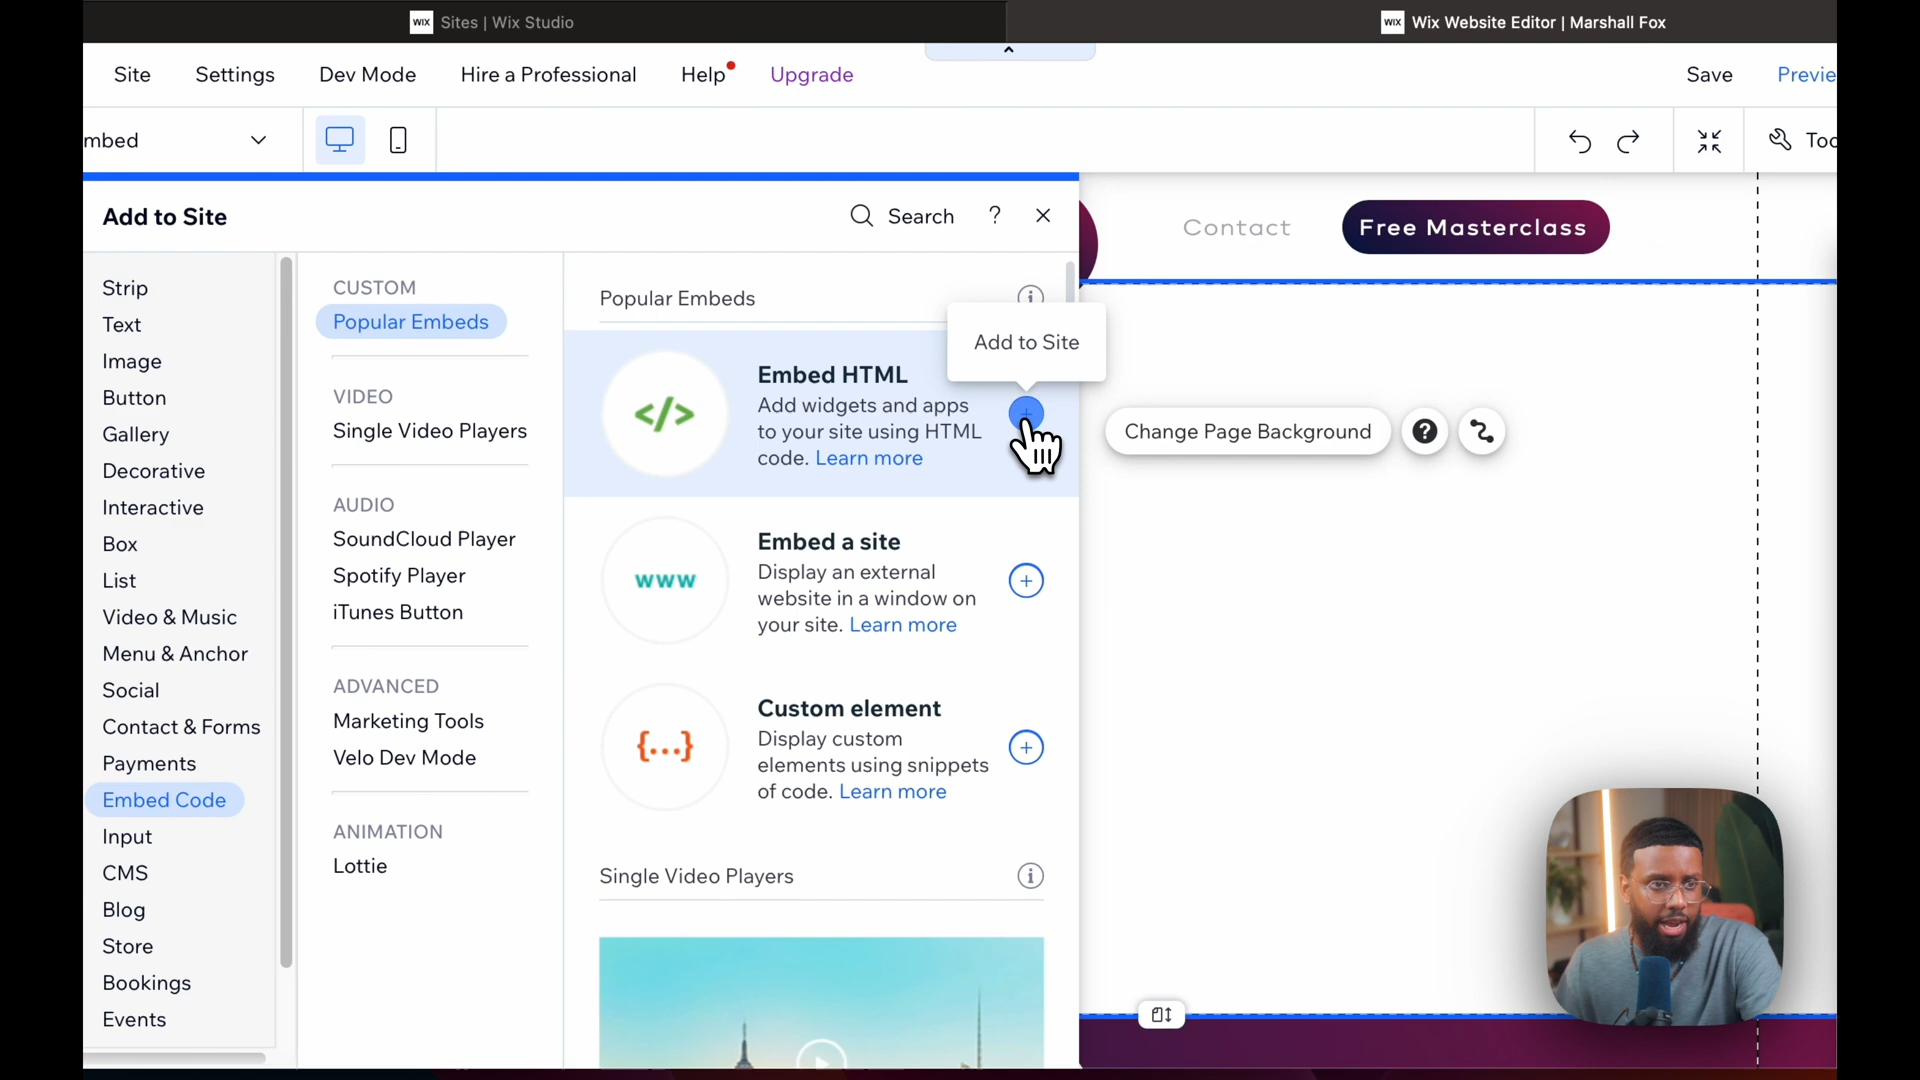 WIX Sites | Wix Studio
WIX Wix Website Editor | Marshall Fox
Site Settings Dev Mode Hire a Professional Help Upgrade Save Previe
mbed Too
Add to Site Search ?
Contact Free Masterclass
Strip
Text
Image
Button
Gallery
Decorative
Interactive
Box
List
Video & Music
Menu & Anchor
Social
Contact & Forms
Payments
Embed Code
Input
CMS
Blog
Store
Bookings
Events
CUSTOM
Popular Embeds
VIDEO
Single Video Players
AUDIO
SoundCloud Player
Spotify Player
iTunes Button
ADVANCED
Marketing Tools
Velo Dev Mode
ANIMATION
Lottie
Popular Embeds
Add to Site
</>
Embed HTML
Add widgets and apps
to your site using HTML
code. Learn more
www
Embed a site
Display an external
website in a window on
your site. Learn more
{...}
Custom element
Display custom
elements using snippets
of code. Learn more
Single Video Players
Change Page Background ?